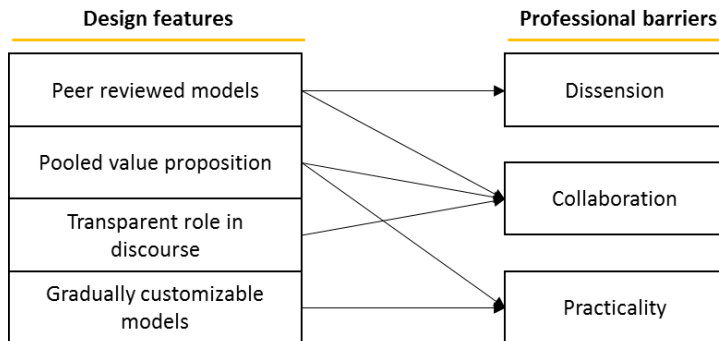 Design features
Professional barriers
Peer reviewed models
Dissension
Pooled value proposition
Collaboration
Transparent role in
discourse
Gradually customizable
models
Practicality